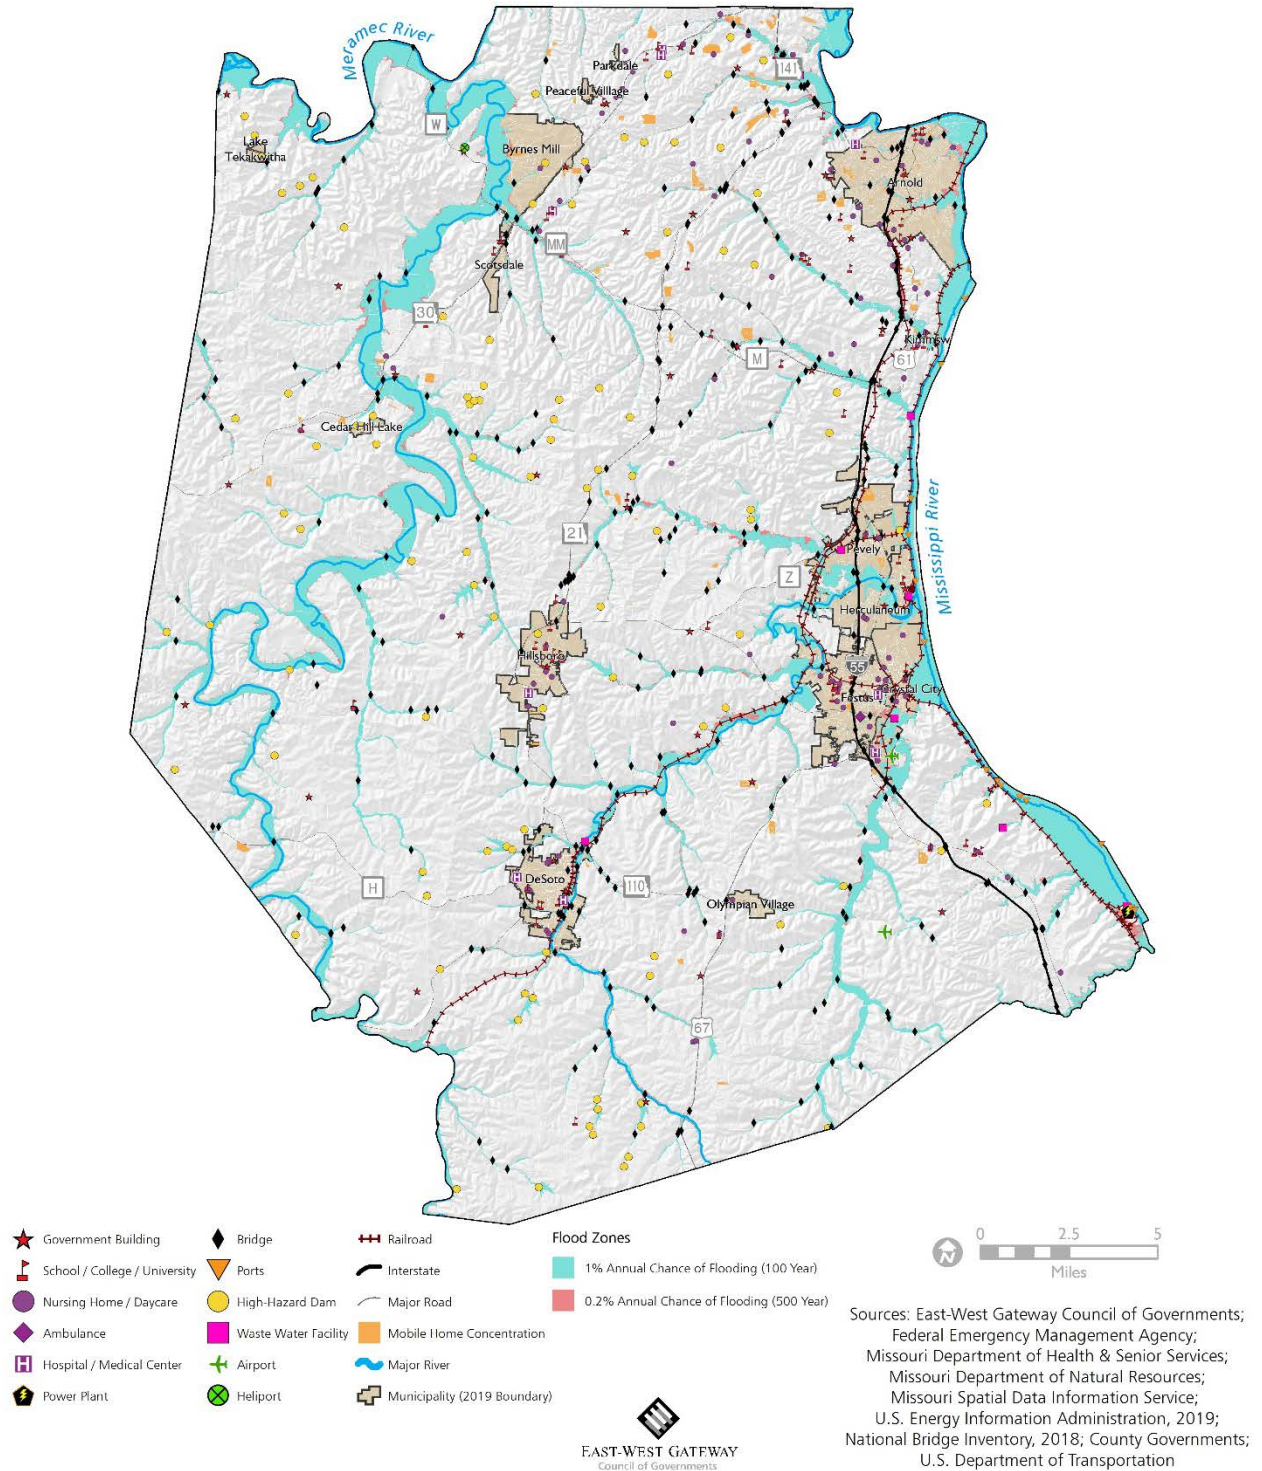 Meramec River
141
Parkdale
Peaceful Village
W
Byrnes Mill
Lake
Tekakwitha
Arnold
MM
Scotsdale
30
Kimmsw
M
61
Cedar Hill Lake
Mississippi River
21
Pevely
Z
Herculaneum
Hillsboro
55
Crystal City
Festus
H
DeSoto
110
Olympian Village
67
Government Building
School / College / University
Nursing Home / Daycare
Ambulance
Hospital / Medical Center
Power Plant
Bridge
Ports
High-Hazard Dam
Waste Water Facility
Airport
Heliport
Railroad
Interstate
Major Road
Mobile Home Concentration
Major River
Municipality (2019 Boundary)
Flood Zones
1% Annual Chance of Flooding (100 Year)
0.2% Annual Chance of Flooding (500 Year)
N
0 2.5 5
Miles
Sources: East-West Gateway Council of Governments;
Federal Emergency Management Agency;
Missouri Department of Health & Senior Services;
Missouri Department of Natural Resources;
Missouri Spatial Data Information Service;
U.S. Energy Information Administration, 2019;
National Bridge Inventory, 2018; County Governments;
U.S. Department of Transportation
EAST-WEST GATEWAY
Council of Governments